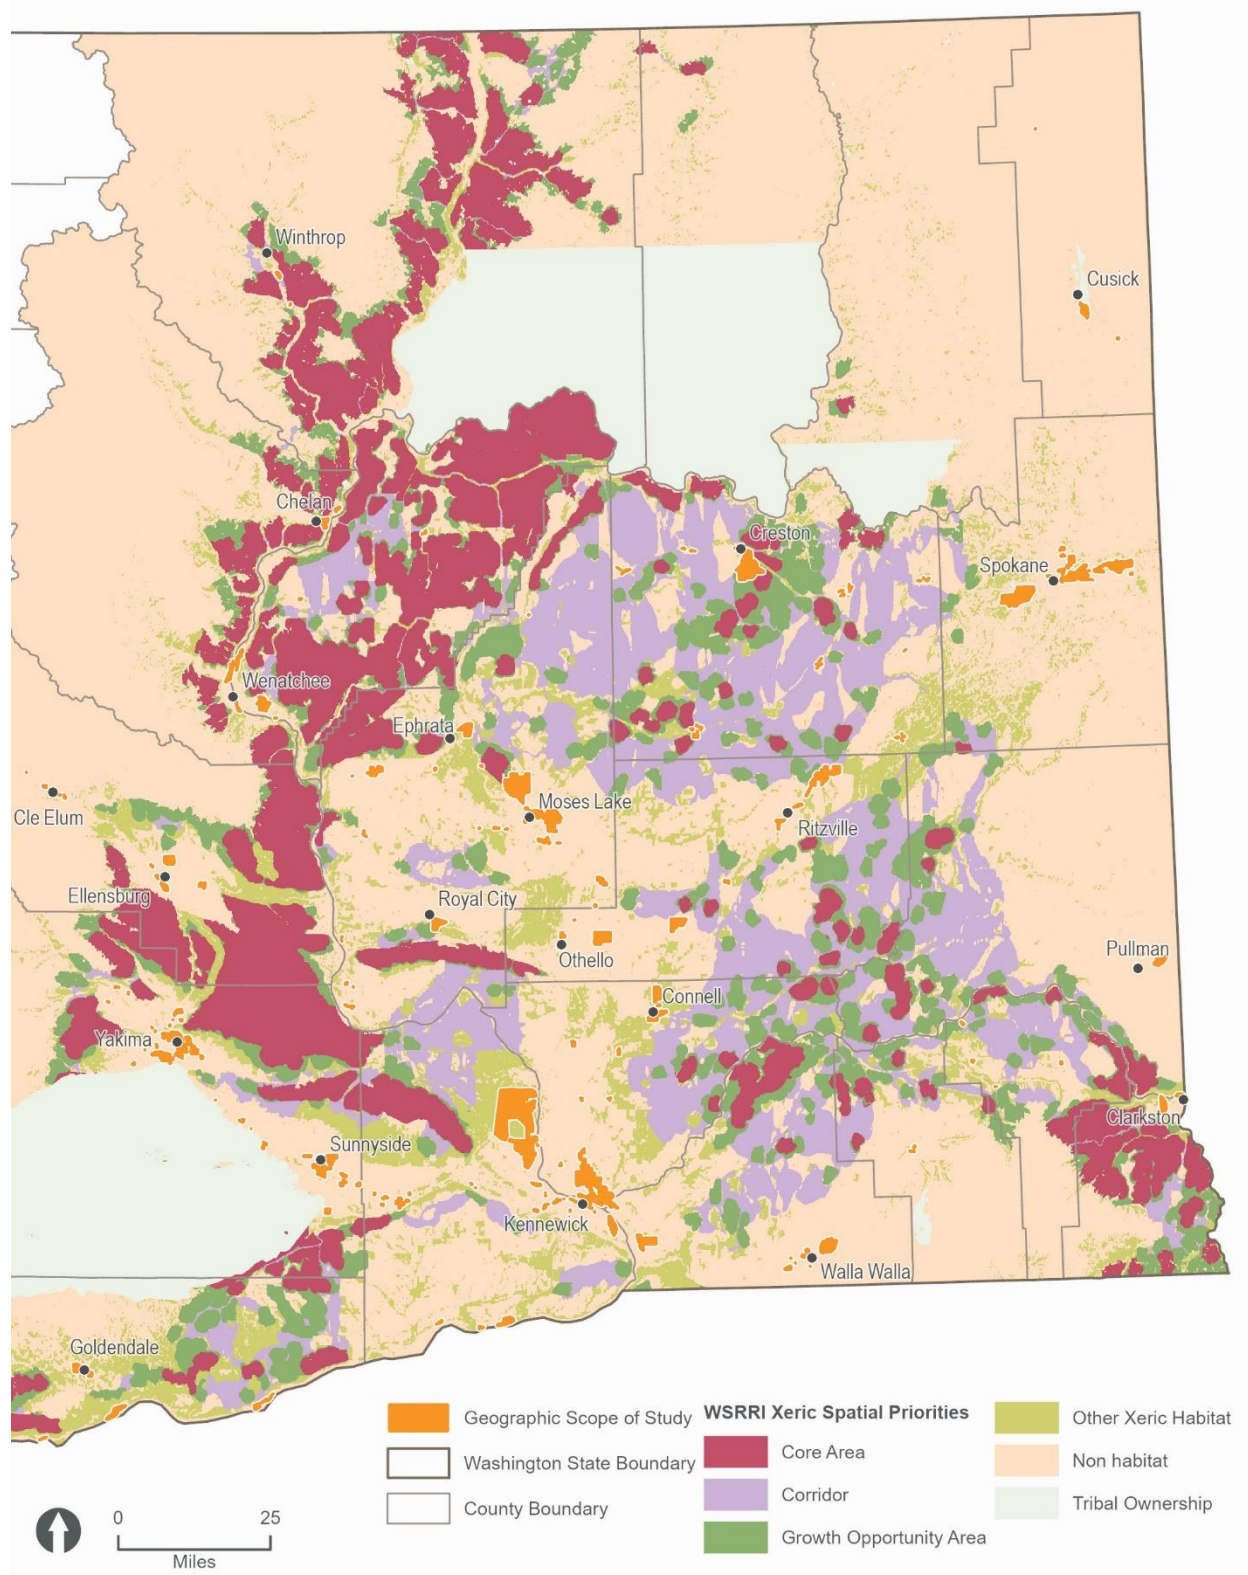 Winthrop
Cusick
Chelan
Creston
Spokane
Wenatchee
Ephrata
Moses Lake
Cle Elum
Ritzville
Ellensburg
Royal City
Othello
Pullman
Connell
Yakima
Clarkston
Sunnyside
Kennewick
Walla Walla
Goldendale
Geographic Scope of Study
Washington State Boundary
County Boundary
WSRRI Xeric Spatial Priorities
Core Area
Corridor
Growth Opportunity Area
Other Xeric Habitat
Non habitat
Tribal Ownership
0 25
Miles